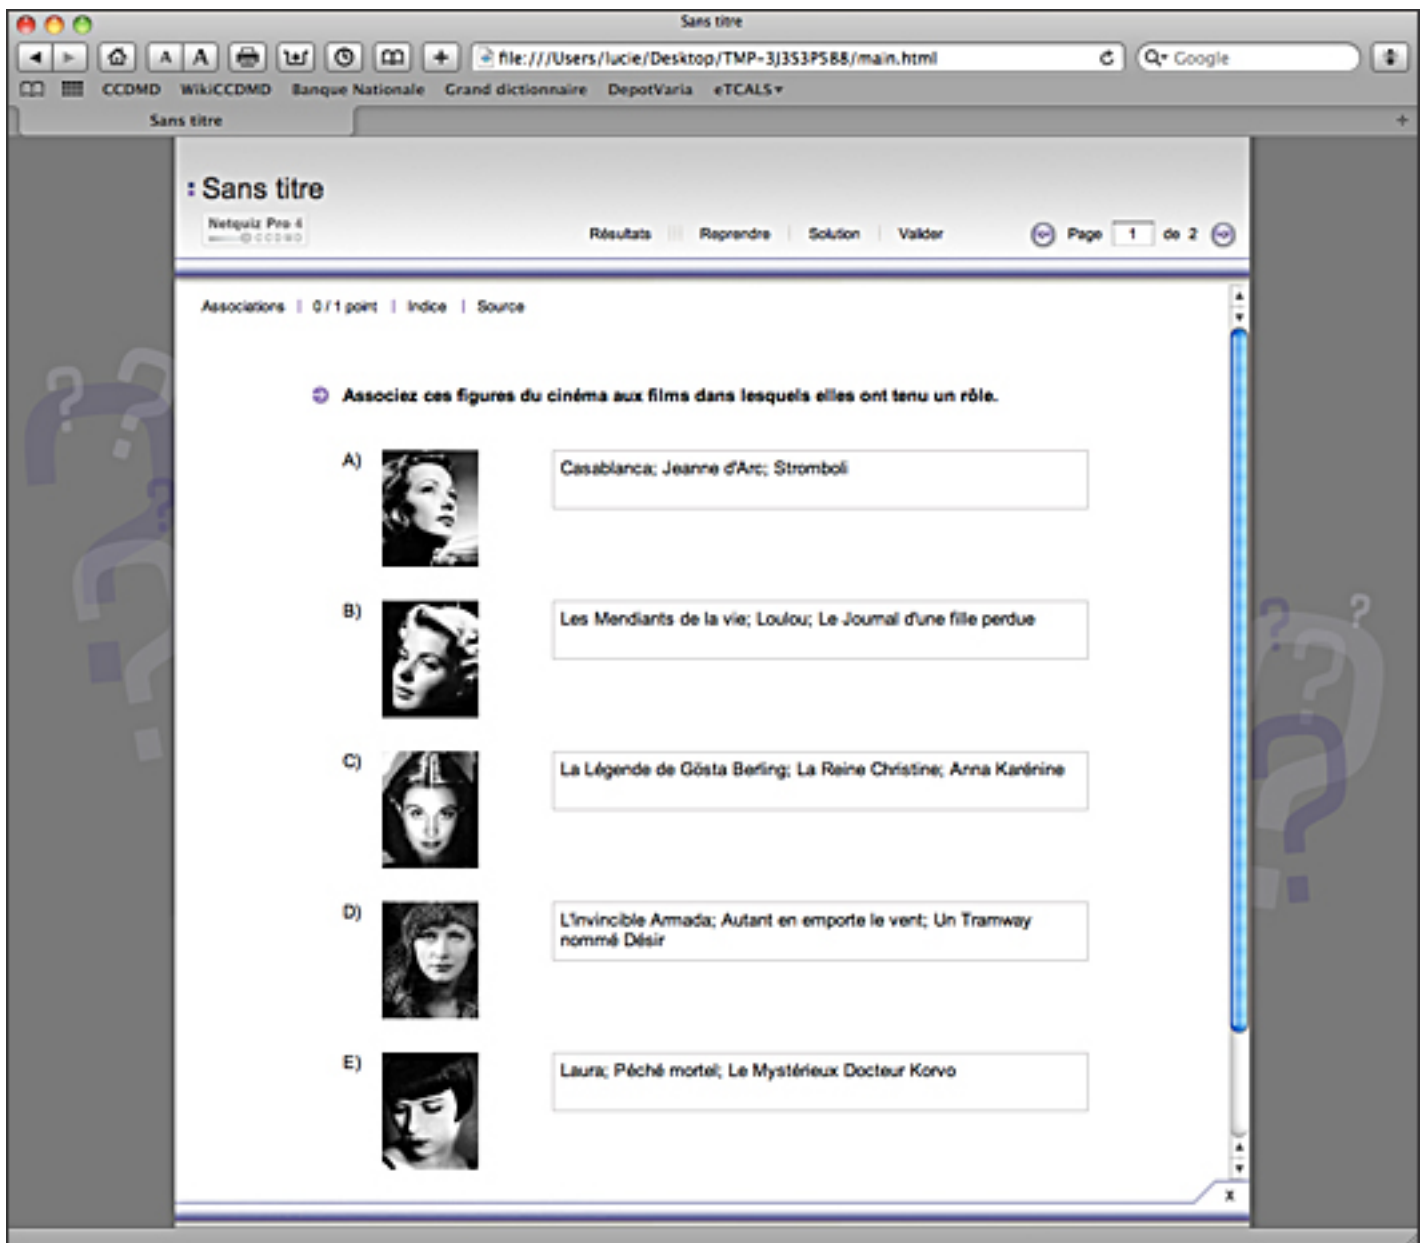 Sans titre
A A file:///Users/lucie/Desktop/TMP-3J3S3PS88/main.html Q Google
CCDMD WikiCCDMD Banque Nationale Grand dictionnaire DepotVaria eTCALS
Sans titre +
Sans titre
Netquiz Pro 4
CCDMD
Résultats Reprendre Solution Valider Page 1 de 2
Associations | 0 / 1 point | Indice | Source
Associez ces figures du cinéma aux films dans lesquels elles ont tenu un rôle.
A) Casablanca; Jeanne d'Arc; Stromboli
B) Les Mendiants de la vie; Loulou; Le Journal d'une fille perdue
C) La Légende de Gösta Berling; La Reine Christine; Anna Karénine
D) L'Invincible Armada; Autant en emporte le vent; Un Tramway
nommé Désir
E) Laura; Péché mortel; Le Mystérieux Docteur Korvo
x